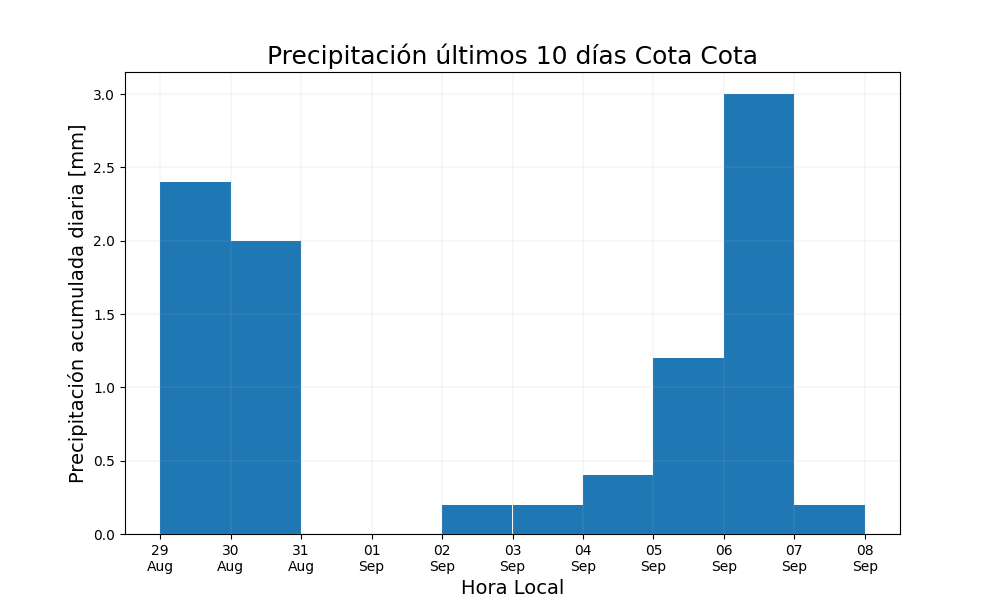 Precipitación últimos 10 días Cota Cota
Precipitación acumulada diaria [mm]
3.0
2.5
2.0
1.5
1.0
0.5
0.0
29 30 31 01 02 03 04 05 06 07 08
Aug Aug Aug Sep Sep Sep Sep Sep Sep Sep Sep
Hora Local